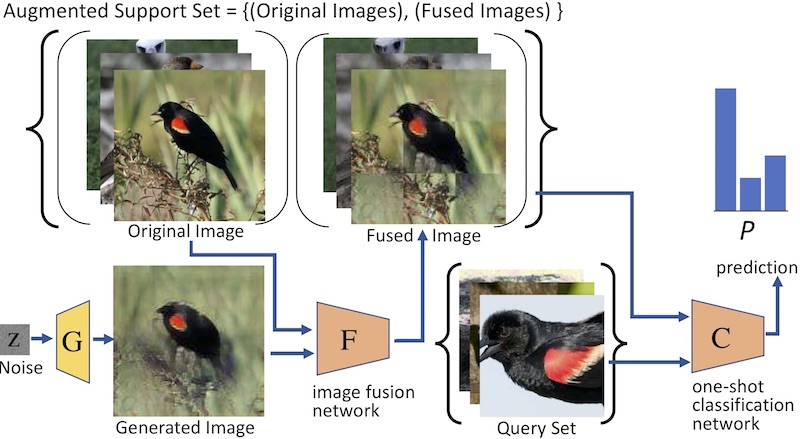 Augmented Support Set = {(Original Images), (Fused Images) }
Original Image
Fused Image
P
prediction
z
Noise
G
Generated Image
F
image fusion
network
Query Set
C
one-shot
classification
network